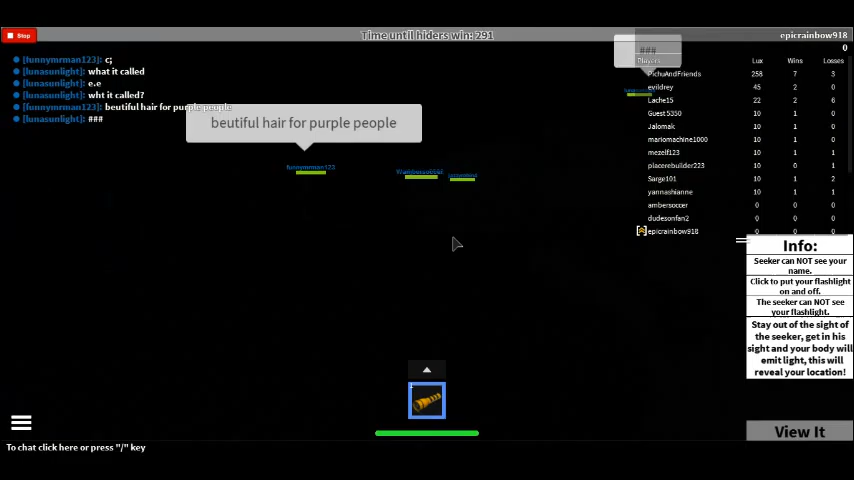 Stop
Time until hiders win: 291
epicrainbow918
0
[funnymrman123]: c;
[lunasunlight]: what it called
[lunasunlight]: e.e
[lunasunlight]: wht it called?
[funnymrman123]: beutiful hair for purple people
[lunasunlight]: ###
###
beutiful hair for purple people
funnymrman123
Players Lux Wins Losses
PichuAndFriends 258 7 3
evildrey 45 2 0
Lache15 22 2 6
Guest5350 10 1 0
Jalomak 10 1 0
mariomachine1000 10 1 0
mezelf123 10 1 1
piacerebuilder223 10 0 1
Sarge101 10 1 2
yannashianne 10 1 1
ambersoccer 0 0 0
dudesonfan2 0 0 0
epicrainbow918 0 0 0
Info:
Seeker can NOT see your
name.
Click to put your flashlight
on and off.
The seeker can NOT see
your flashlight.
Stay out of the sight of
the seeker, get in his
sight and your body will
emit light, this will
reveal your location!
1
View It
To chat click here or press "/" key